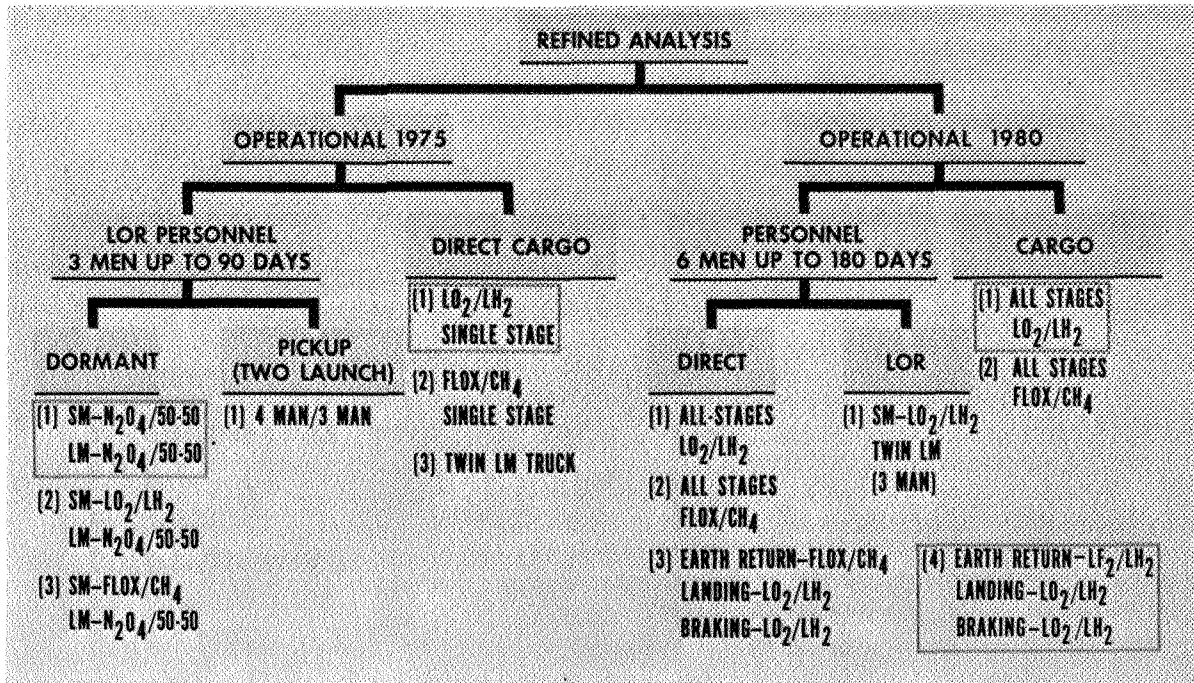 REFINED ANALYSIS
OPERATIONAL 1975
OPERATIONAL 1980
LOR PERSONNEL
3 MEN UP TO 90 DAYS
DIRECT CARGO
PERSONNEL
6 MEN UP TO 180 DAYS
CARGO
DORMANT
(1) SM-N₂O₄/50-50
LM-N₂O₄/50-50
(2) SM-LO₂/LH₂
LM-N₂O₄/50-50
(3) SM-FLOX/CH₄
LM-N₂O₄/50-50
PICKUP
(TWO LAUNCH)
(1) 4 MAN/3 MAN
(1) LO₂/LH₂
SINGLE STAGE
(2) FLOX/CH₄
SINGLE STAGE
(3) TWIN LM TRUCK
DIRECT
(1) ALL-STAGES
LO₂/LH₂
(2) ALL STAGES
FLOX/CH₄
(3) EARTH RETURN-FLOX/CH₄
LANDING-LO₂/LH₂
BRAKING-LO₂/LH₂
(4) EARTH RETURN-LF₂/LH₂
LANDING-LO₂/LH₂
BRAKING-LO₂/LH₂
LOR
(1) SM-LO₂/LH₂
TWIN LM
(3 MAN)
(1) ALL STAGES
LO₂/LH₂
(2) ALL STAGES
FLOX/CH₄